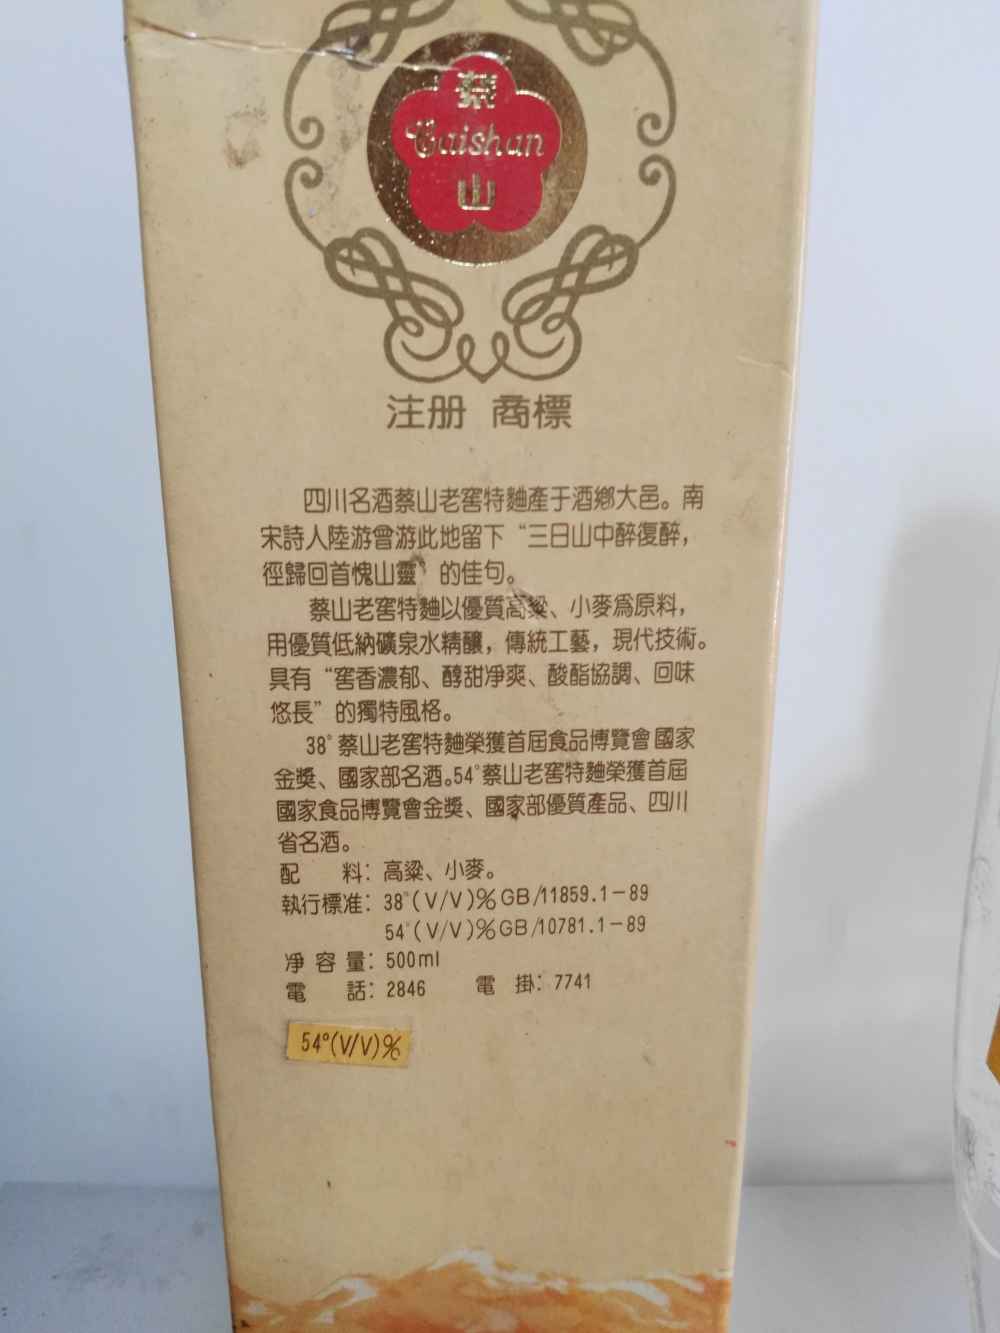 蔡
Caishan
山
注册 商標
四川名酒蔡山老窖特麯產于酒鄉大邑。南
宋詩人陸游曾游此地留下“三日山中醉復醉，
徑歸回首愧山靈”的佳句。
蔡山老窖特麯以優質高粱、小麥爲原料，
用優質低納礦泉水精釀，傳統工藝，現代技術。
具有“窖香濃郁、醇甜净爽、酸酯協調、回味
悠長”的獨特風格。
38°蔡山老窖特麯榮獲首屆食品博覽會國家
金獎、國家部名酒。54°蔡山老窖特麯榮獲首屆
國家食品博覽會金獎、國家部優質產品、四川
省名酒。
配 料：高粱、小麥。
執行標准：38°(V/V)%GB/11859.1－89
54°(V/V)%GB/10781.1－89
净容量：500ml
電 話：2846 電 掛：7741
54°(V/V)%